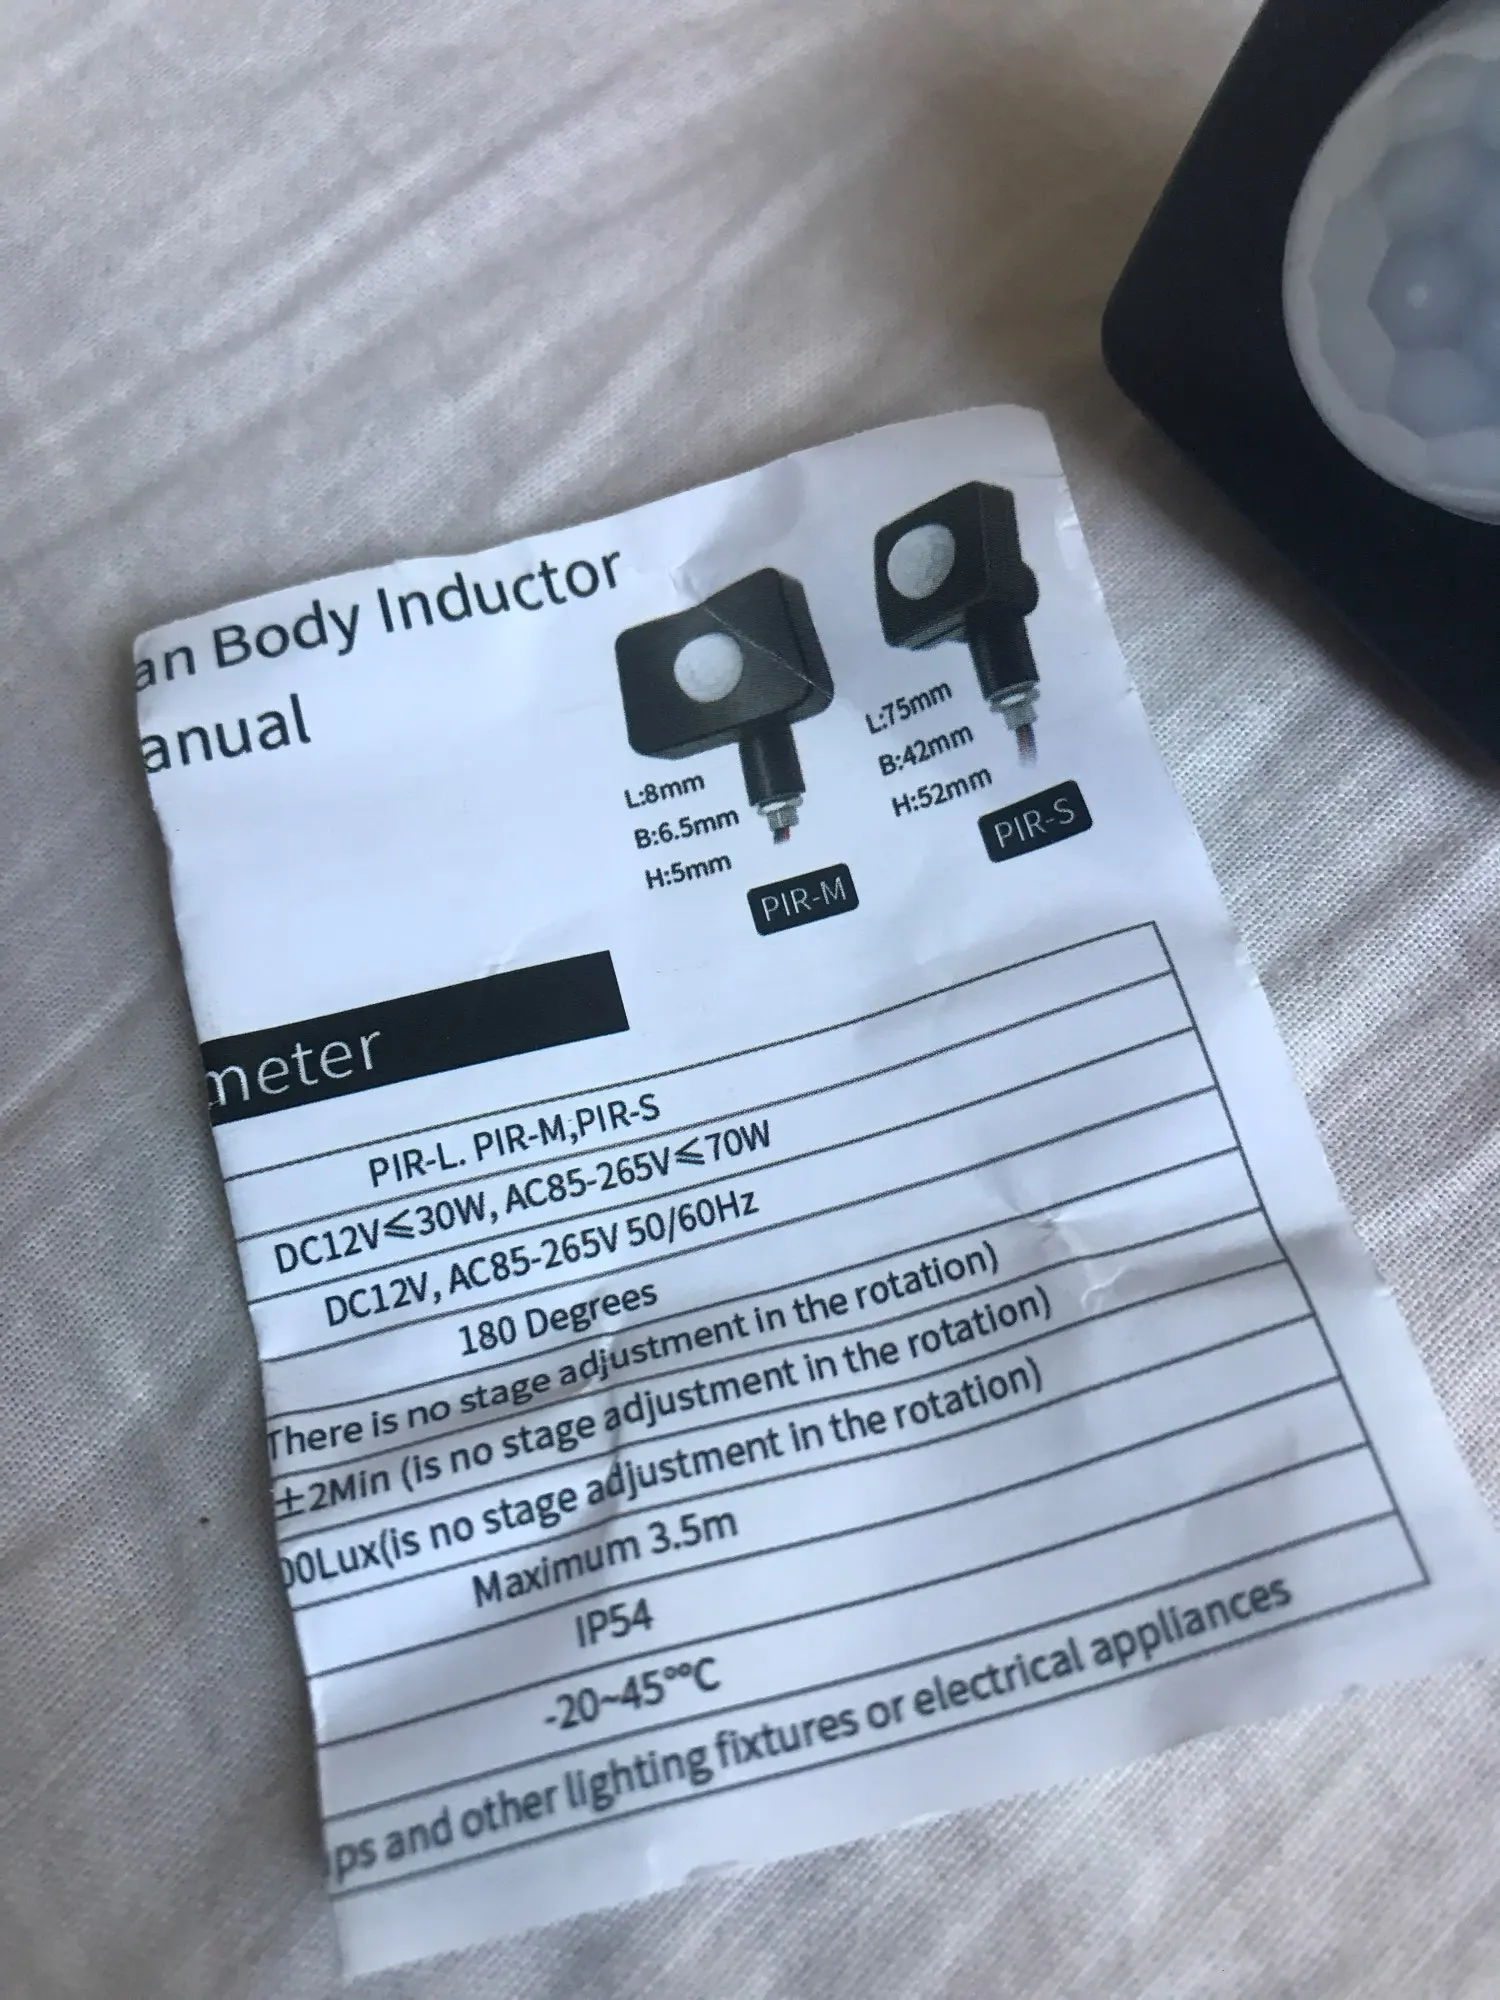 an Body Inductor
anual
L:8mm
B:6.5mm
H:5mm
PIR-M
L:75mm
B:42mm
H:52mm
PIR-S
meter
PIR-L. PIR-M;PIR-S
DC12V⩽30W, AC85-265V⩽70W
DC12V, AC85-265V 50/60Hz
180 Degrees
There is no stage adjustment in the rotation)
±2Min (is no stage adjustment in the rotation)
00Lux(is no stage adjustment in the rotation)
Maximum 3.5m
IP54
-20~45°°C
ps and other lighting fixtures or electrical appliances